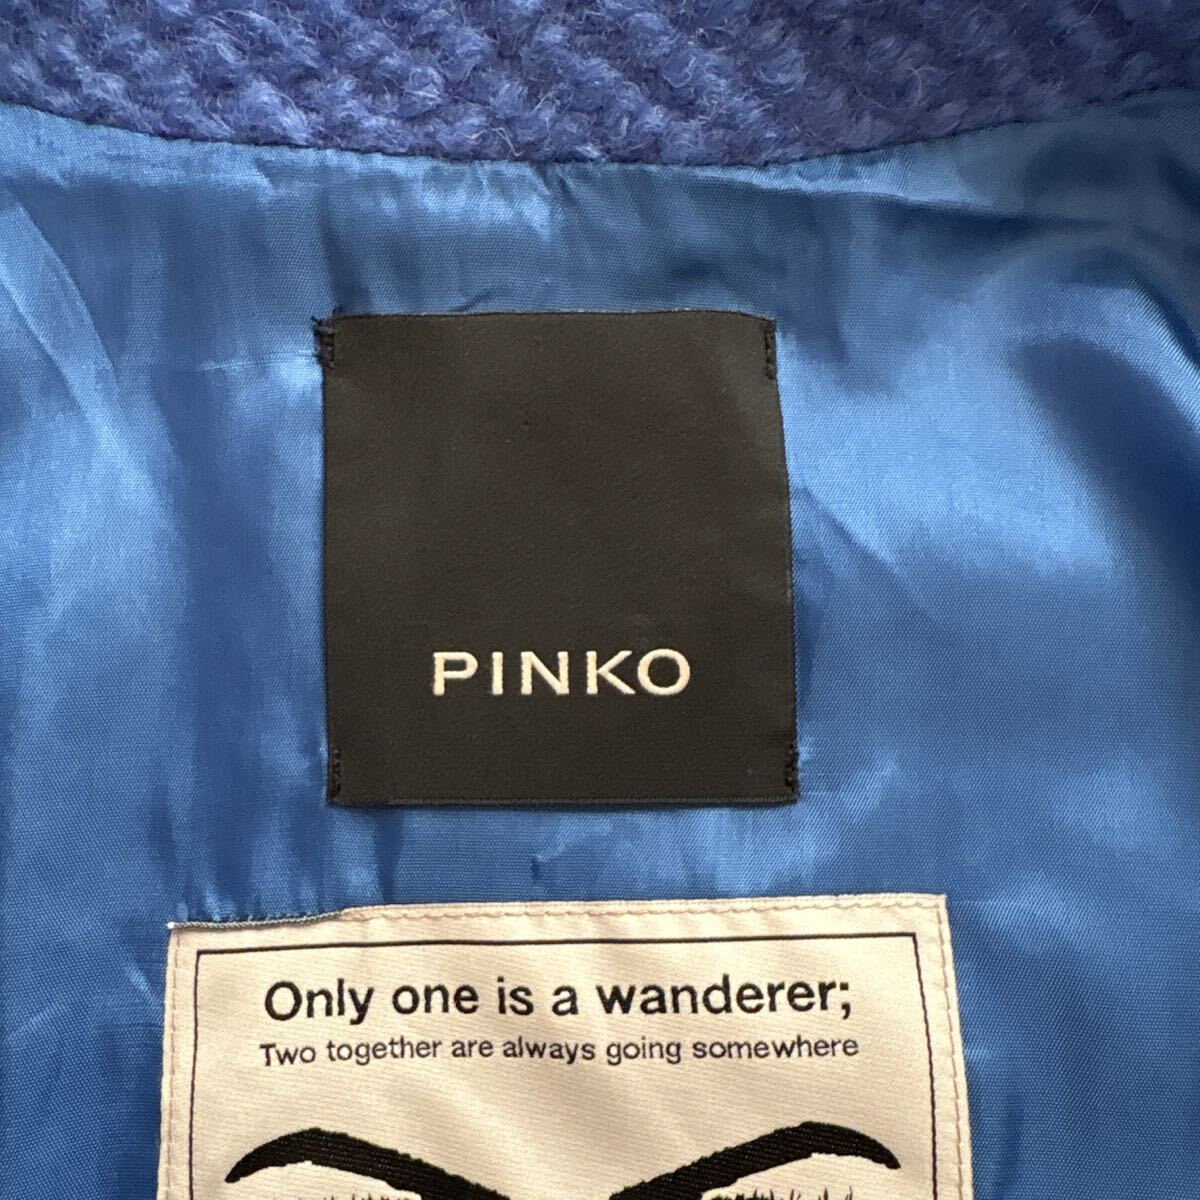 PINKO
Only one is a wanderer;
Two together are always going somewhere